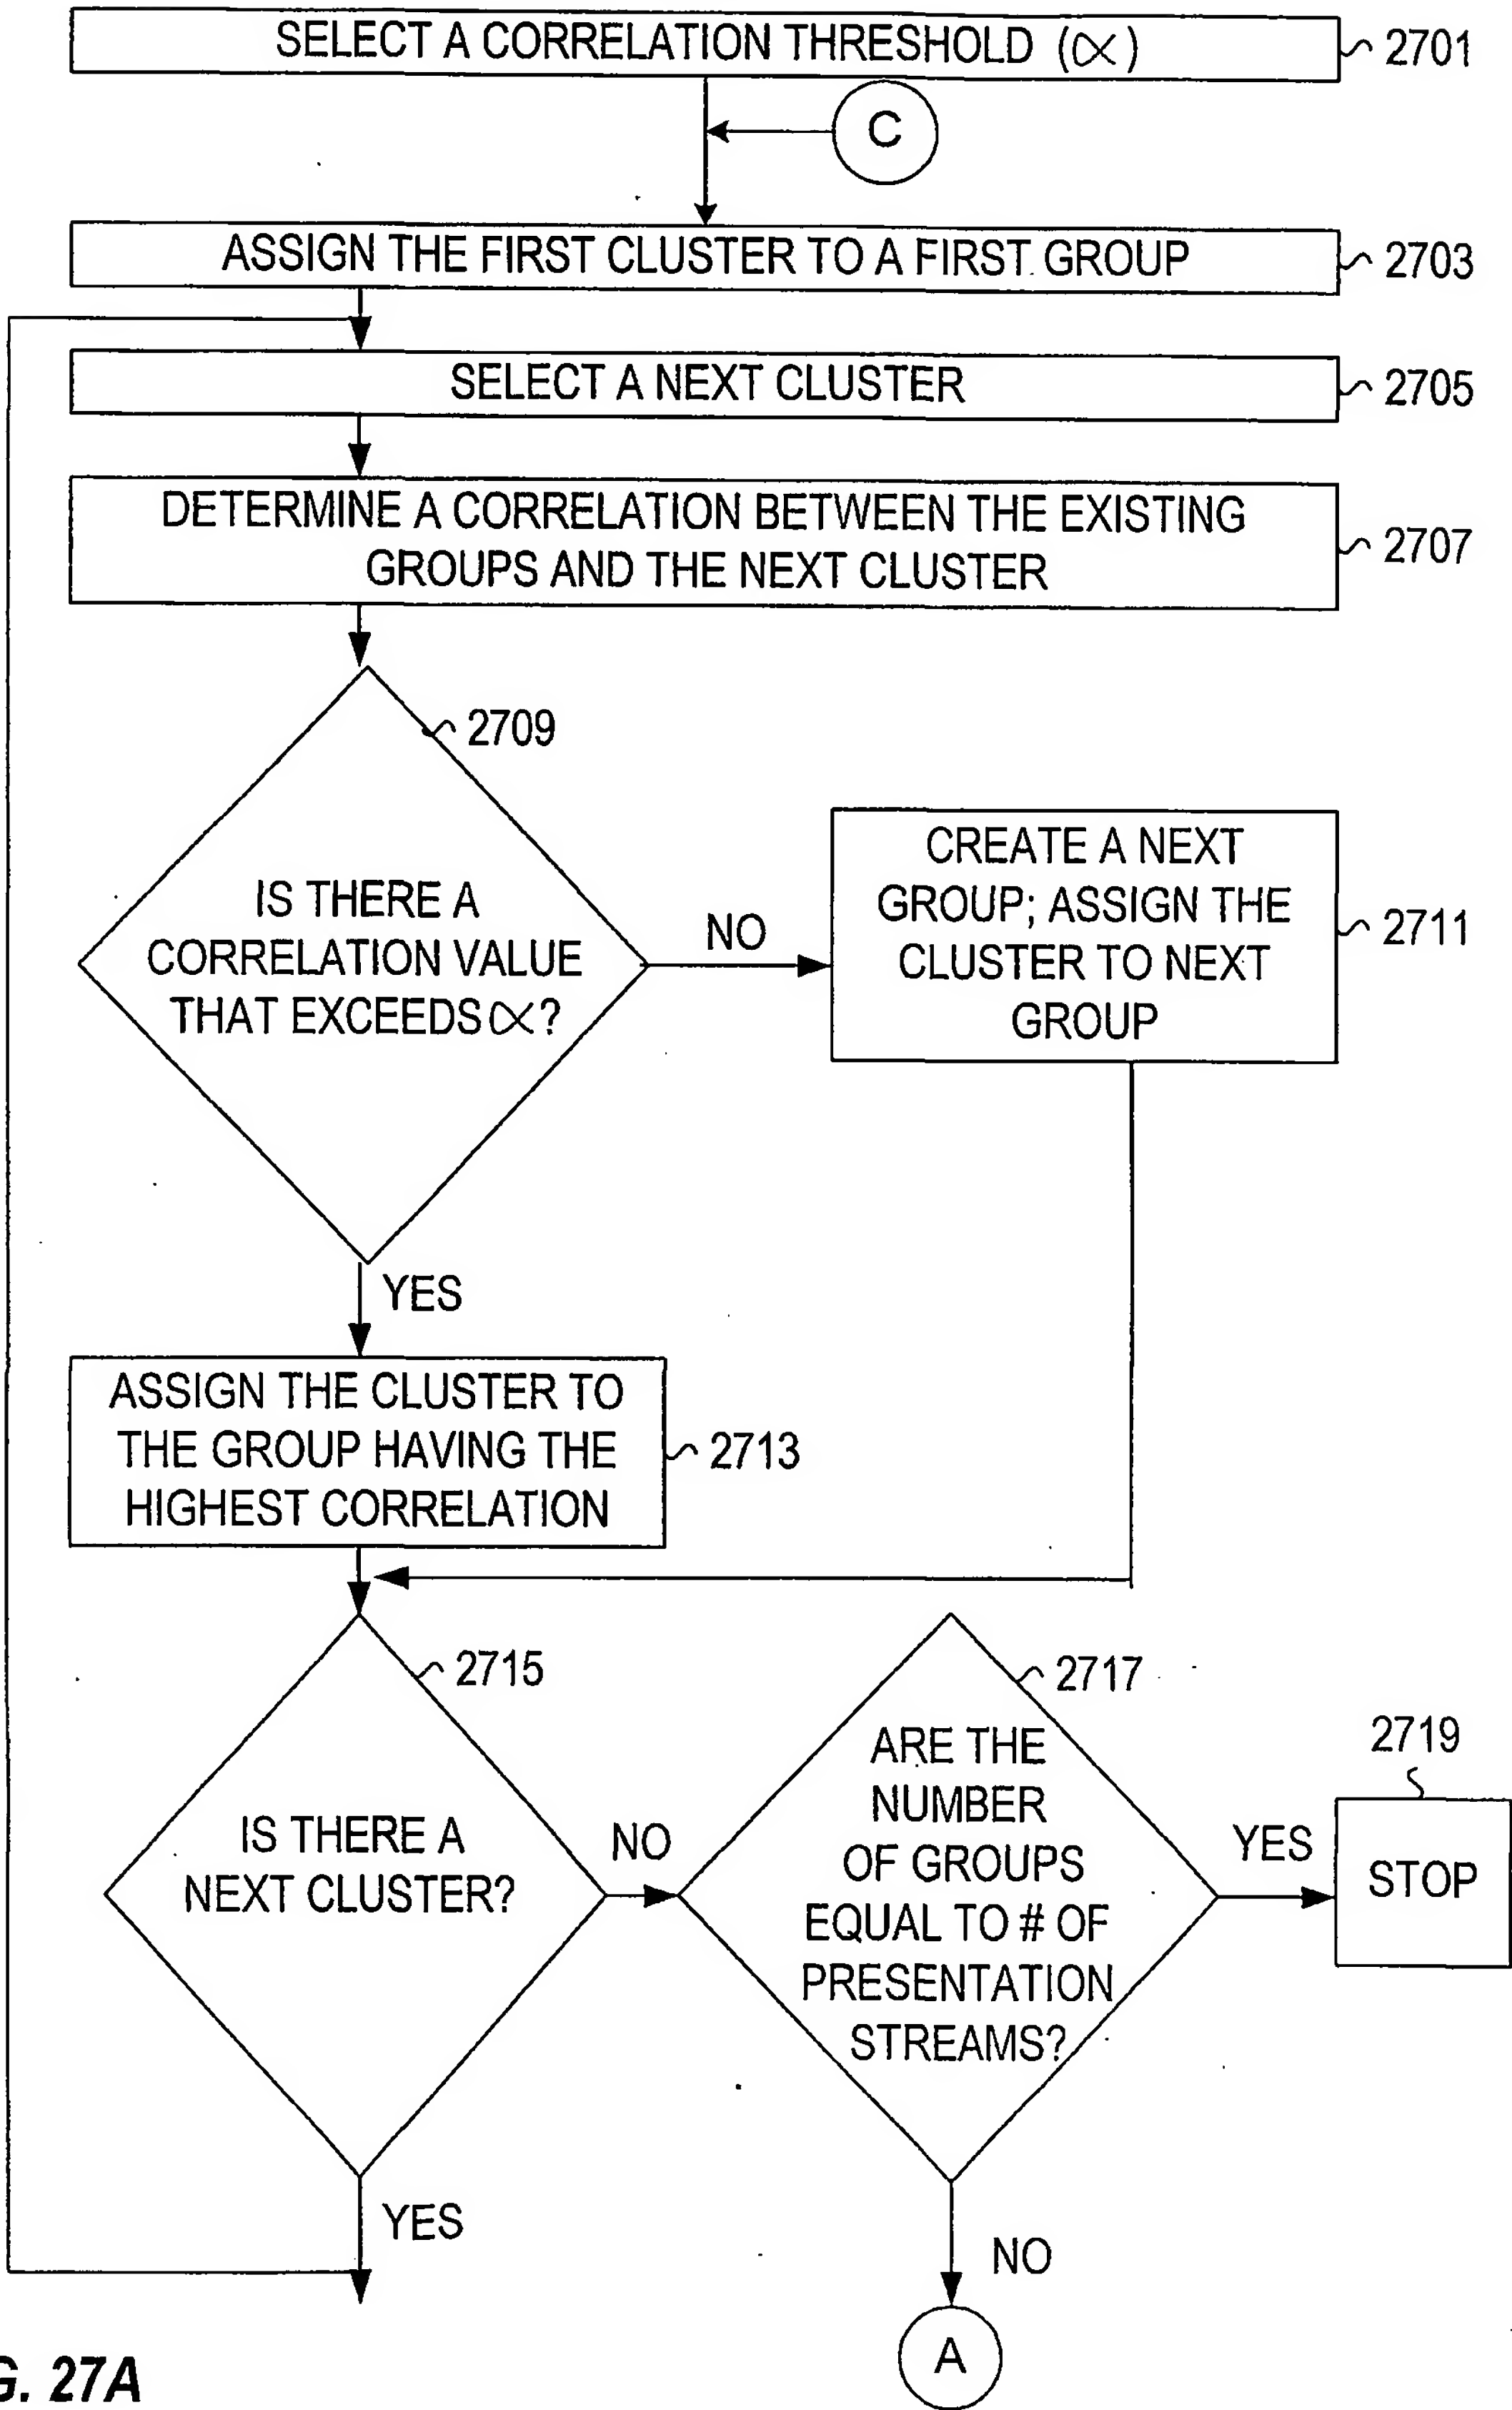 SELECT A CORRELATION THRESHOLD (∝)
2701
C
ASSIGN THE FIRST CLUSTER TO A FIRST GROUP
2703
SELECT A NEXT CLUSTER
2705
DETERMINE A CORRELATION BETWEEN THE EXISTING
GROUPS AND THE NEXT CLUSTER
2707
2709
IS THERE A
CORRELATION VALUE
THAT EXCEEDS ∝?
NO
CREATE A NEXT
GROUP; ASSIGN THE
CLUSTER TO NEXT
GROUP
2711
YES
ASSIGN THE CLUSTER TO
THE GROUP HAVING THE
HIGHEST CORRELATION
2713
2715
IS THERE A
NEXT CLUSTER?
NO
2717
ARE THE
NUMBER
OF GROUPS
EQUAL TO # OF
PRESENTATION
STREAMS?
YES
2719
STOP
YES
NO
A
G. 27A